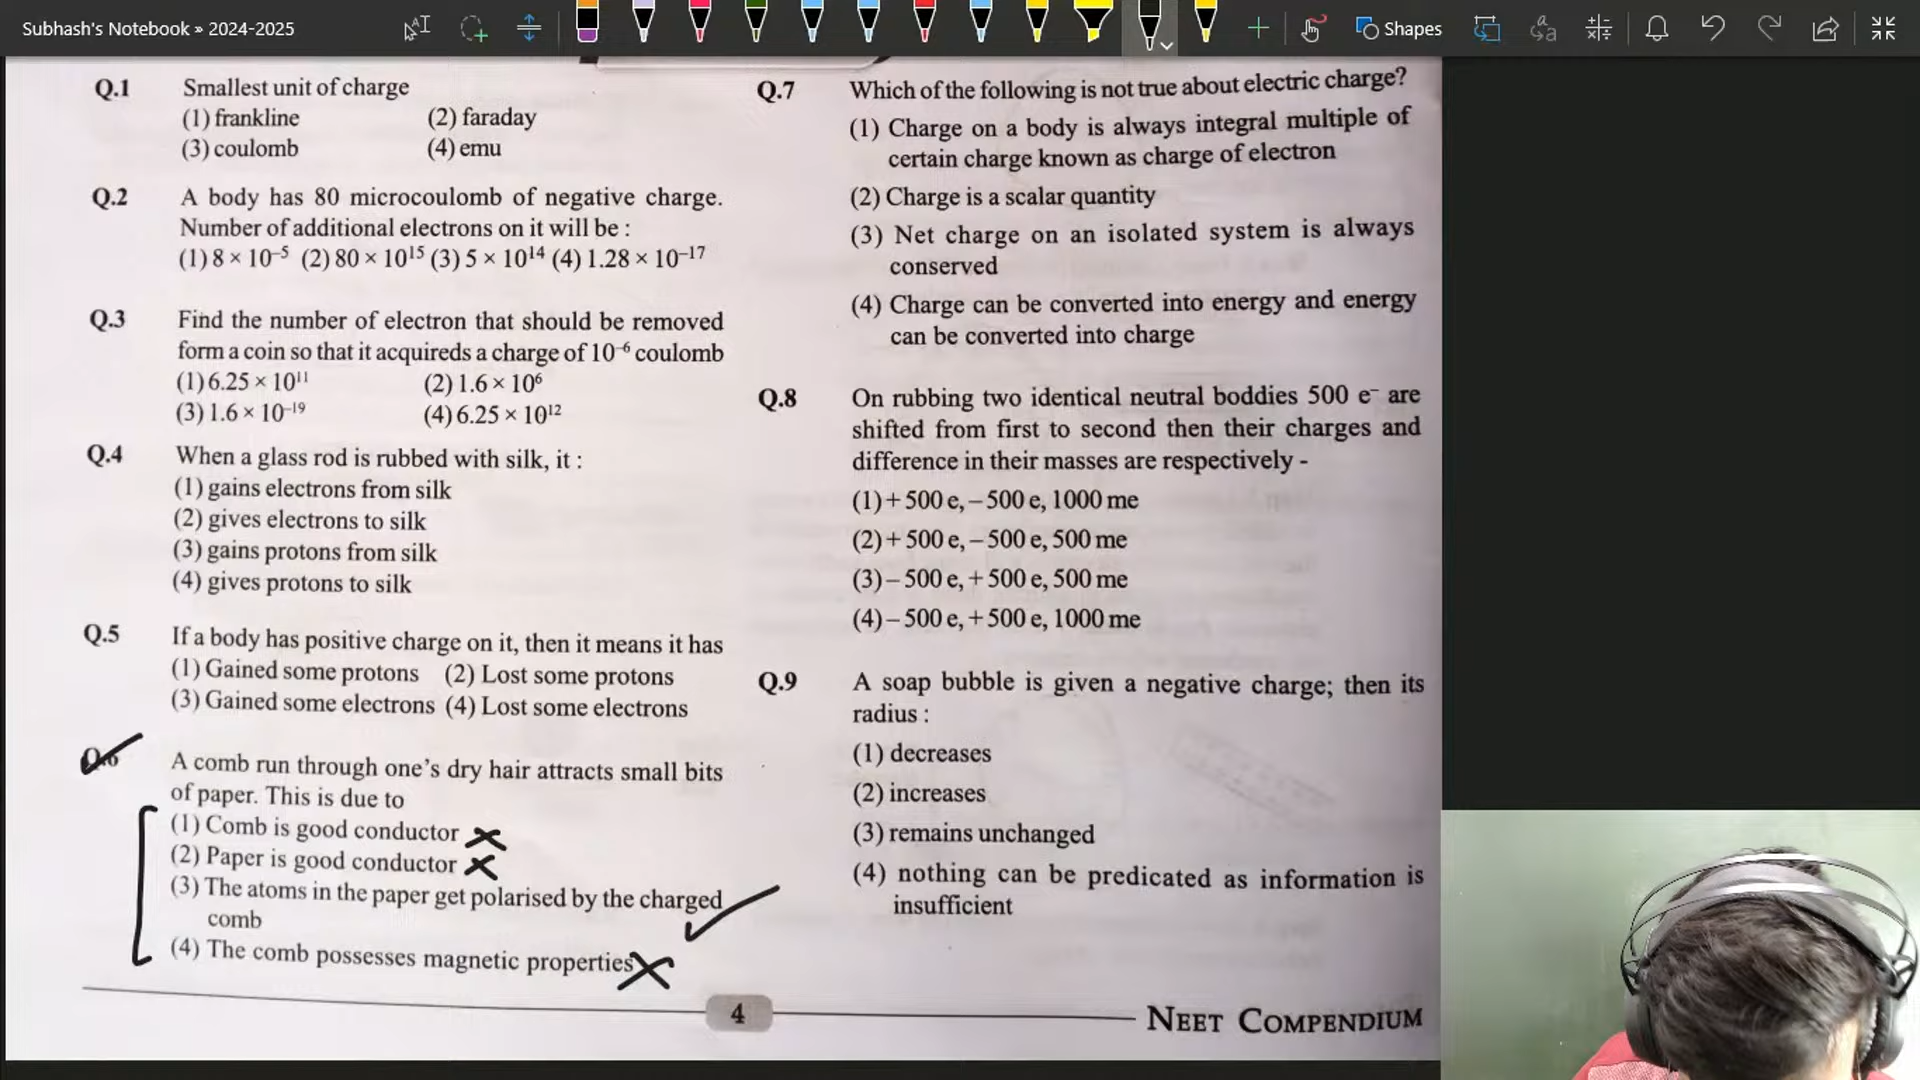 Subhash's Notebook » 2024-2025
Shapes
Q.1 Smallest unit of charge
(1) frankline (2) faraday
(3) coulomb (4) emu
Q.2 A body has 80 microcoulomb of negative charge.
Number of additional electrons on it will be :
(1) 8 × 10⁻⁵ (2) 80 × 10¹⁵ (3) 5 × 10¹⁴ (4) 1.28 × 10⁻¹⁷
Q.3 Find the number of electron that should be removed
form a coin so that it acquireds a charge of 10⁻⁶ coulomb
(1) 6.25 × 10¹¹ (2) 1.6 × 10⁶
(3) 1.6 × 10⁻¹⁹ (4) 6.25 × 10¹²
Q.4 When a glass rod is rubbed with silk, it :
(1) gains electrons from silk
(2) gives electrons to silk
(3) gains protons from silk
(4) gives protons to silk
Q.5 If a body has positive charge on it, then it means it has
(1) Gained some protons (2) Lost some protons
(3) Gained some electrons (4) Lost some electrons
Q.6 A comb run through one's dry hair attracts small bits
of paper. This is due to
(1) Comb is good conductor
(2) Paper is good conductor
(3) The atoms in the paper get polarised by the charged
comb
(4) The comb possesses magnetic properties
Q.7 Which of the following is not true about electric charge?
(1) Charge on a body is always integral multiple of
certain charge known as charge of electron
(2) Charge is a scalar quantity
(3) Net charge on an isolated system is always
conserved
(4) Charge can be converted into energy and energy
can be converted into charge
Q.8 On rubbing two identical neutral boddies 500 e⁻ are
shifted from first to second then their charges and
difference in their masses are respectively -
(1) + 500 e, – 500 e, 1000 me
(2) + 500 e, – 500 e, 500 me
(3) – 500 e, + 500 e, 500 me
(4) – 500 e, + 500 e, 1000 me
Q.9 A soap bubble is given a negative charge; then its
radius :
(1) decreases
(2) increases
(3) remains unchanged
(4) nothing can be predicated as information is
insufficient
4
NEET COMPENDIUM